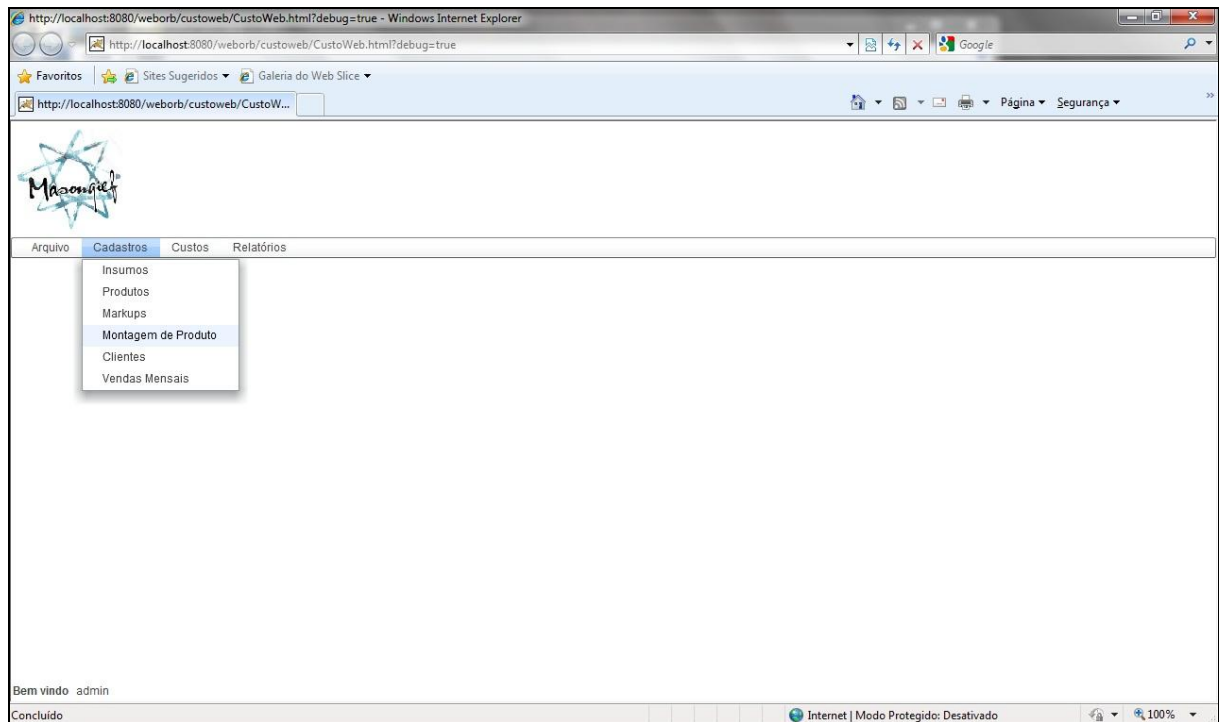 http://localhost:8080/weborb/custoweb/CustoWeb.html?debug=true - Windows Internet Explorer
http://localhost:8080/weborb/custoweb/CustoWeb.html?debug=true
Google
Favoritos Sites Sugeridos Galeria do Web Slice
http://localhost:8080/weborb/custoweb/CustoW... Página Segurança »
Masongief
Arquivo Cadastros Custos Relatórios
Insumos
Produtos
Markups
Montagem de Produto
Clientes
Vendas Mensais
Bem vindo admin
Concluído Internet | Modo Protegido: Desativado 100%